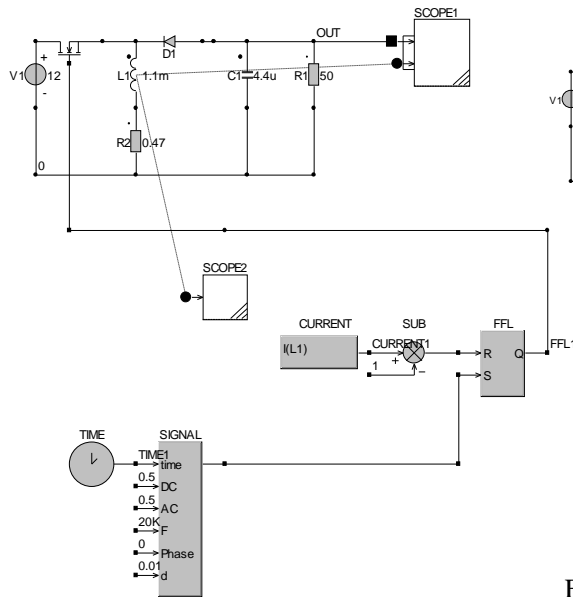 SCOPE1
OUT
D1
V1 12
+
-
L1 1.1m
C1 4.4u
R1 50
V1
R2 0.47
0
SCOPE2
CURRENT
SUB
FFL
I(L1)
CURRENT1
+
1
−
R
Q
FFL1
S
TIME
SIGNAL
TIME1
time
0.5
DC
0.5
AC
20K
F
0
Phase
0.01
d